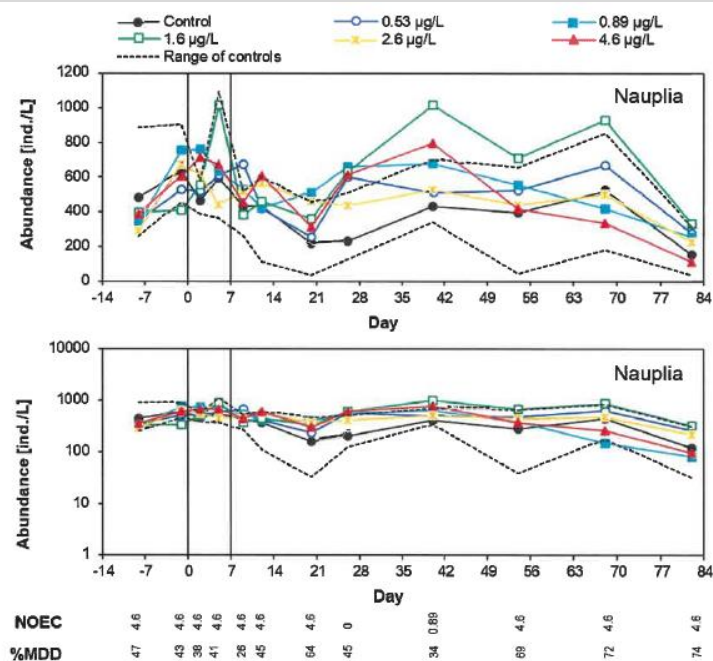 Control 0.53 µg/L 0.89 µg/L
1.6 µg/L 2.6 µg/L 4.6 µg/L
Range of controls
Nauplia
Abundance [ind./L]
1200
1000
800
600
400
200
0
-14 -7 0 7 14 21 28 35 42 49 56 63 70 77 84
Day
Nauplia
Abundance [ind./L]
10000
1000
100
10
1
-14 -7 0 7 14 21 28 35 42 49 56 63 70 77 84
Day
NOEC 4.6 4.6 4.6 4.6 4.6 4.6 4.6 0 0.89 4.6 4.6 4.6
%MDD 47 43 38 41 26 45 64 45 34 69 72 74